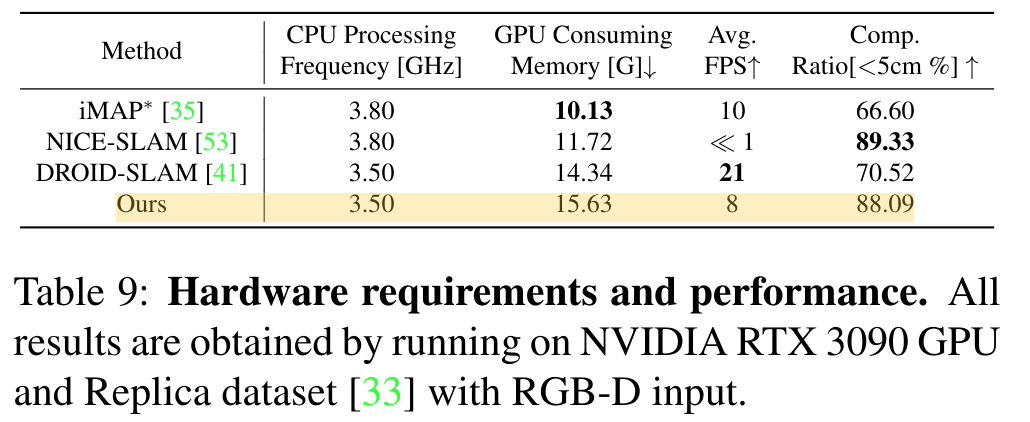 Method CPU Processing Frequency [GHz] GPU Consuming Memory [G]↓ Avg. FPS↑ Comp. Ratio[<5cm %] ↑
iMAP* [35] 3.80 10.13 10 66.60
NICE-SLAM [53] 3.80 11.72 ≪ 1 89.33
DROID-SLAM [41] 3.50 14.34 21 70.52
Ours 3.50 15.63 8 88.09
Table 9: Hardware requirements and performance. All
results are obtained by running on NVIDIA RTX 3090 GPU
and Replica dataset [33] with RGB-D input.